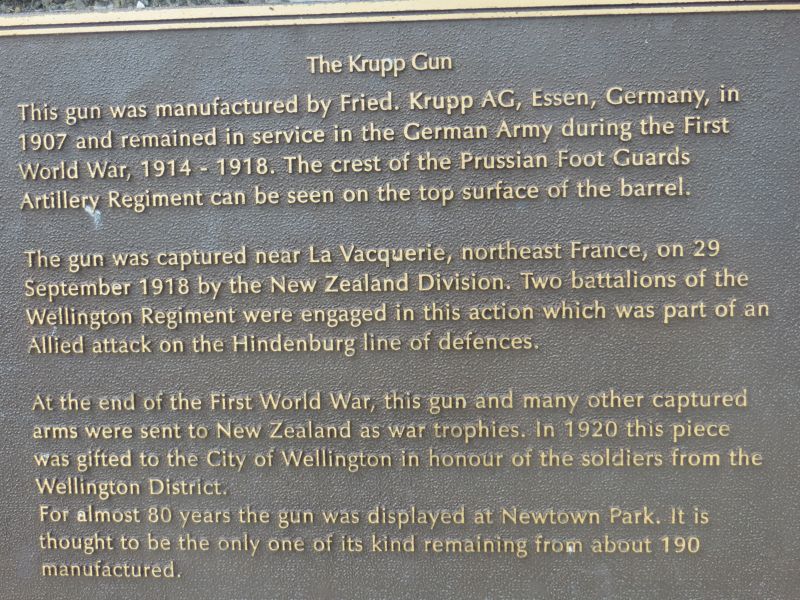 The Krupp Gun
This gun was manufactured by Fried. Krupp AG, Essen, Germany, in
1907 and remained in service in the German Army during the First
World War, 1914 - 1918. The crest of the Prussian Foot Guards
Artillery Regiment can be seen on the top surface of the barrel.
The gun was captured near La Vacquerie, northeast France, on 29
September 1918 by the New Zealand Division. Two battalions of the
Wellington Regiment were engaged in this action which was part of an
Allied attack on the Hindenburg line of defences.
At the end of the First World War, this gun and many other captured
arms were sent to New Zealand as war trophies. In 1920 this piece
was gifted to the City of Wellington in honour of the soldiers from the
Wellington District.
For almost 80 years the gun was displayed at Newtown Park. It is
thought to be the only one of its kind remaining from about 190
manufactured.